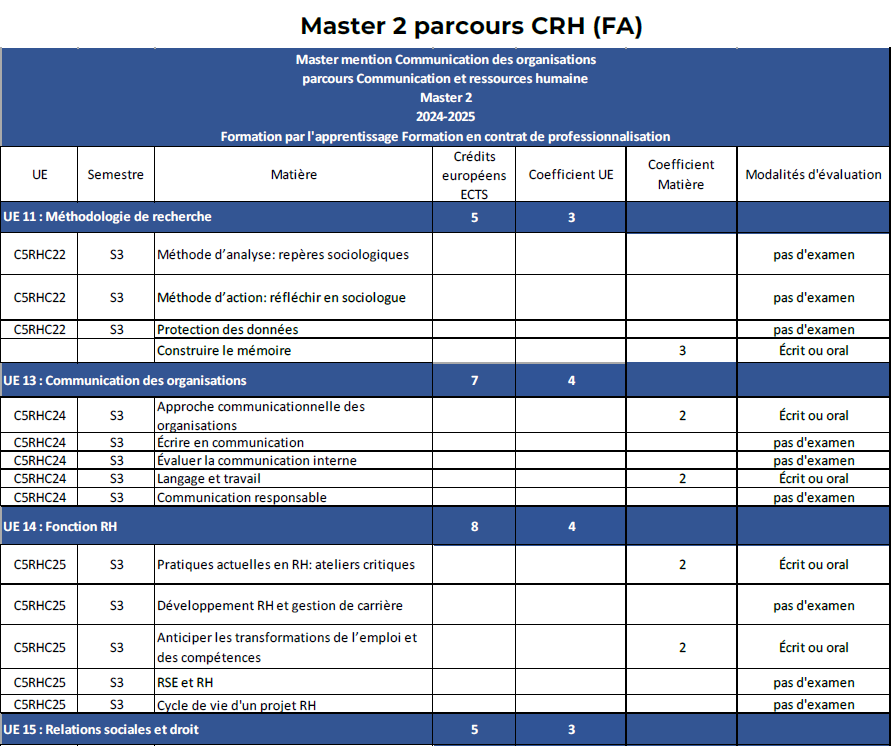 Master 2 parcours CRH (FA)
Master mention Communication des organisations
parcours Communication et ressources humaine
Master 2
2024-2025
Formation par l'apprentissage Formation en contrat de professionnalisation
UE Semestre Matière Crédits européens ECTS Coefficient UE Coefficient Matière Modalités d'évaluation
UE 11 : Méthodologie de recherche 5 3
C5RHC22 S3 Méthode d’analyse: repères sociologiques pas d'examen
C5RHC22 S3 Méthode d’action: réfléchir en sociologue pas d'examen
C5RHC22 S3 Protection des données pas d'examen
Construire le mémoire 3 Écrit ou oral
UE 13 : Communication des organisations 7 4
C5RHC24 S3 Approche communicationnelle des organisations 2 Écrit ou oral
C5RHC24 S3 Écrire en communication pas d'examen
C5RHC24 S3 Évaluer la communication interne pas d'examen
C5RHC24 S3 Langage et travail 2 Écrit ou oral
C5RHC24 S3 Communication responsable pas d'examen
UE 14 : Fonction RH 8 4
C5RHC25 S3 Pratiques actuelles en RH: ateliers critiques 2 Écrit ou oral
C5RHC25 S3 Développement RH et gestion de carrière pas d'examen
C5RHC25 S3 Anticiper les transformations de l’emploi et des compétences 2 Écrit ou oral
C5RHC25 S3 RSE et RH pas d'examen
C5RHC25 S3 Cycle de vie d'un projet RH pas d'examen
UE 15 : Relations sociales et droit 5 3